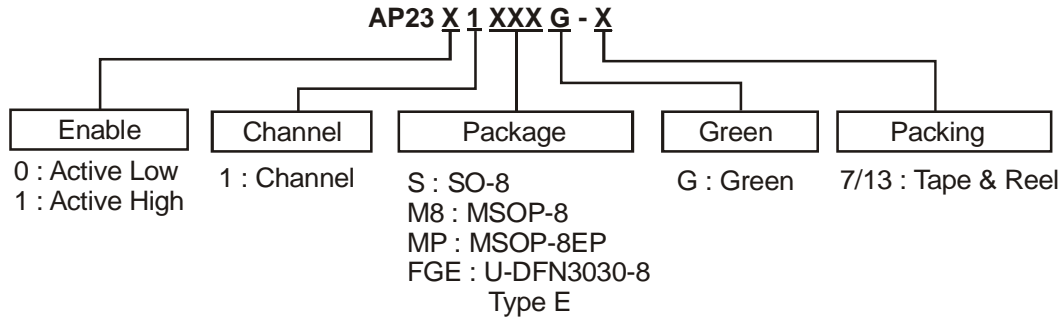 AP23 X 1 XXX G - X
Enable
Channel
Package
Green
Packing
0 : Active Low
1 : Active High
1 : Channel
S : SO-8
M8 : MSOP-8
MP : MSOP-8EP
FGE : U-DFN3030-8
Type E
G : Green
7/13 : Tape & Reel